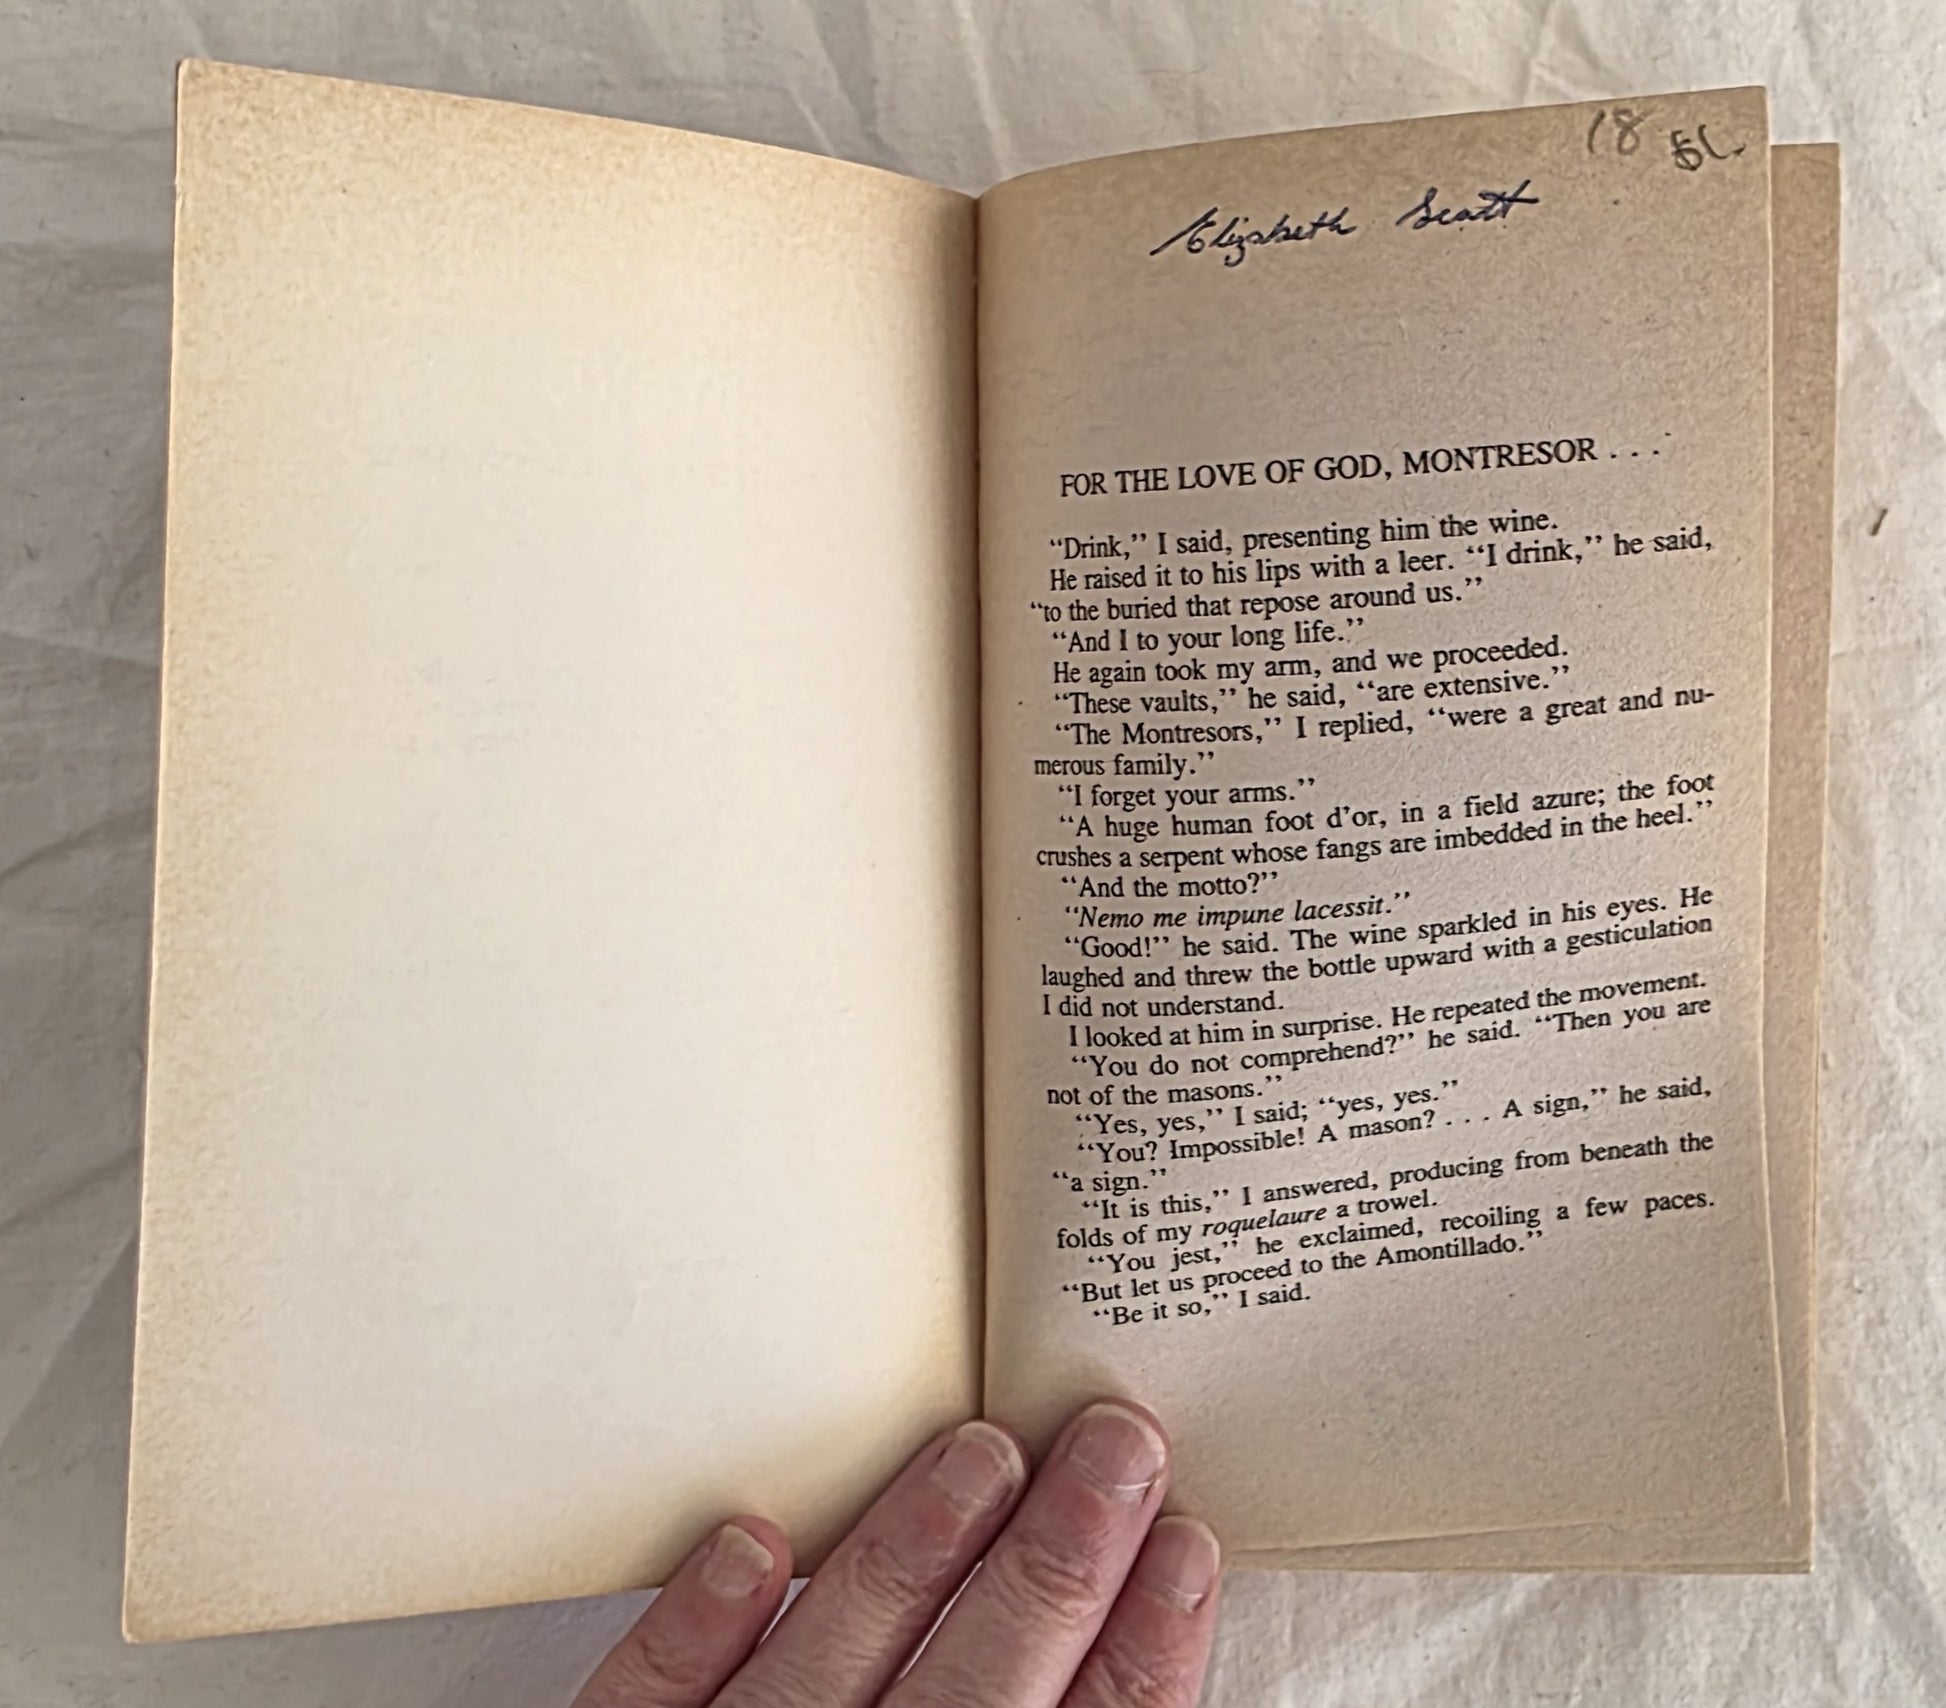 18 $1.
Elizabeth Scott
FOR THE LOVE OF GOD, MONTRESOR . . .
“Drink,” I said, presenting him the wine.
He raised it to his lips with a leer. “I drink,” he said,
“to the buried that repose around us.”
“And I to your long life.”
He again took my arm, and we proceeded.
“These vaults,” he said, “are extensive.”
“The Montresors,” I replied, “were a great and nu-
merous family.”
“I forget your arms.”
“A huge human foot d’or, in a field azure; the foot
crushes a serpent whose fangs are imbedded in the heel.”
“And the motto?”
“Nemo me impune lacessit.”
“Good!” he said. The wine sparkled in his eyes. He
laughed and threw the bottle upward with a gesticulation
I did not understand.
I looked at him in surprise. He repeated the movement.
“You do not comprehend?” he said. “Then you are
not of the masons.”
“Yes, yes,” I said; “yes, yes.”
“You? Impossible! A mason? . . . A sign,” he said,
“a sign.”
“It is this,” I answered, producing from beneath the
folds of my roquelaure a trowel.
“You jest,” he exclaimed, recoiling a few paces.
“But let us proceed to the Amontillado.”
“Be it so,” I said.